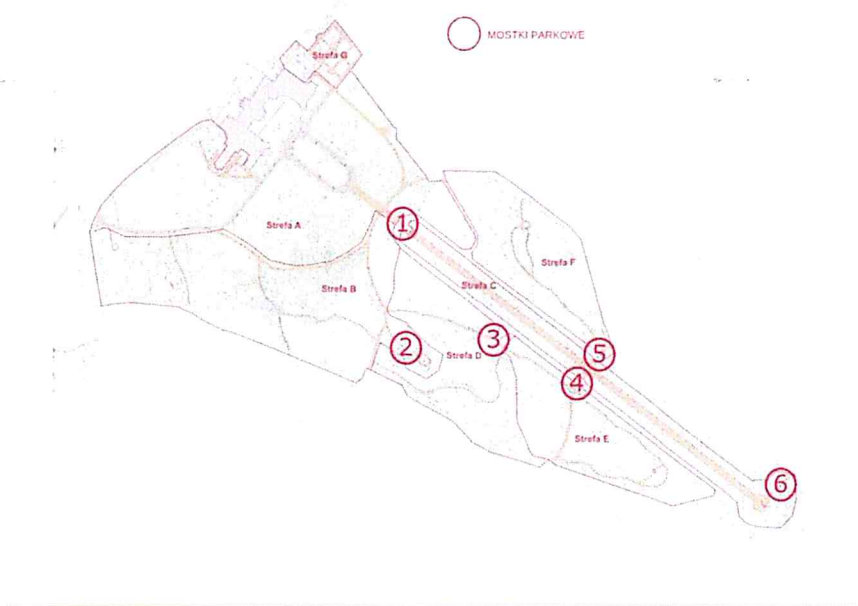 MOSTKI PARKOWE
Strefa G
1
Strefa A
Strefa F
Strefa B
Strefa C
2
3
Strefa D
5
4
Strefa E
6